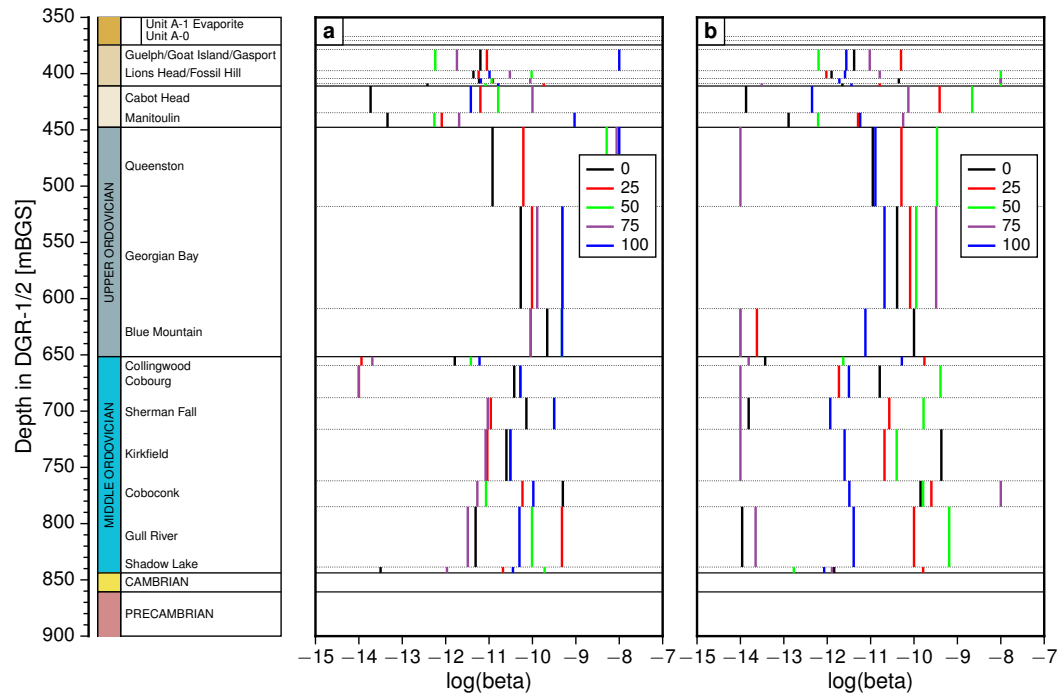 350
400
450
500
550
600
650
700
750
800
850
900
Depth in DGR-1/2 [mBGS]
Unit A-1 Evaporite
Unit A-0
Guelph/Goat Island/Gasport
Lions Head/Fossil Hill
Cabot Head
Manitoulin
UPPER ORDOVICIAN
Queenston
Georgian Bay
Blue Mountain
MIDDLE ORDOVICIAN
Collingwood
Cobourg
Sherman Fall
Kirkfield
Coboconk
Gull River
Shadow Lake
CAMBRIAN
PRECAMBRIAN
a
0
25
50
75
100
−15 −14 −13 −12 −11 −10 −9 −8 −7
log(beta)
b
0
25
50
75
100
−15 −14 −13 −12 −11 −10 −9 −8 −7
log(beta)